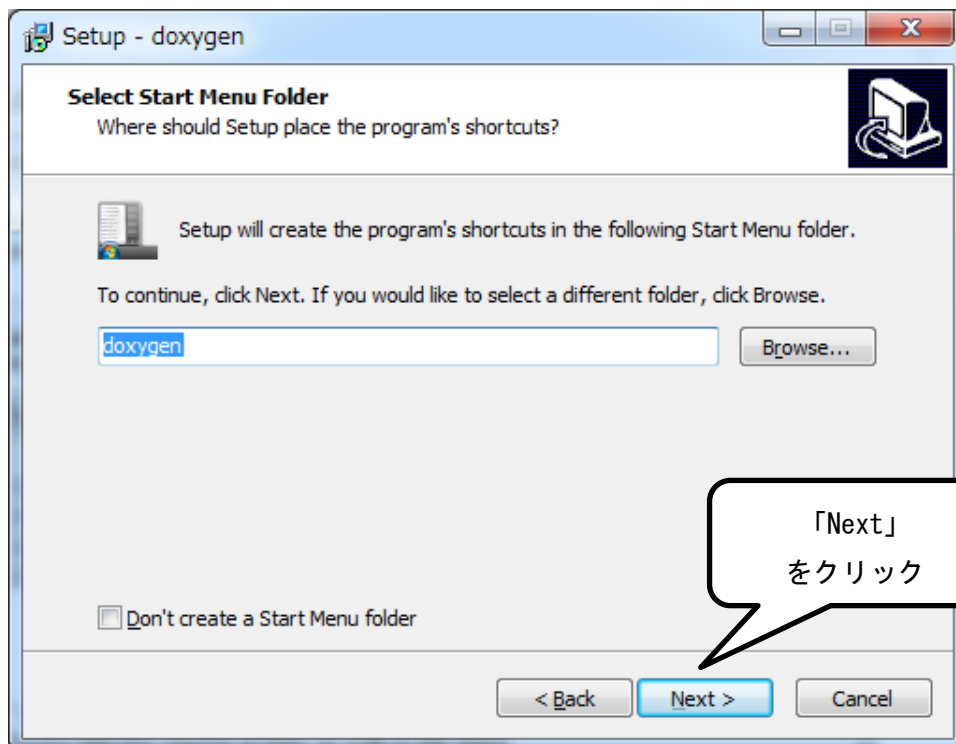 Setup - doxygen
Select Start Menu Folder
Where should Setup place the program's shortcuts?
Setup will create the program's shortcuts in the following Start Menu folder.
To continue, click Next. If you would like to select a different folder, click Browse.
doxygen
Browse...
「Next」
をクリック
Don't create a Start Menu folder
< Back
Next >
Cancel